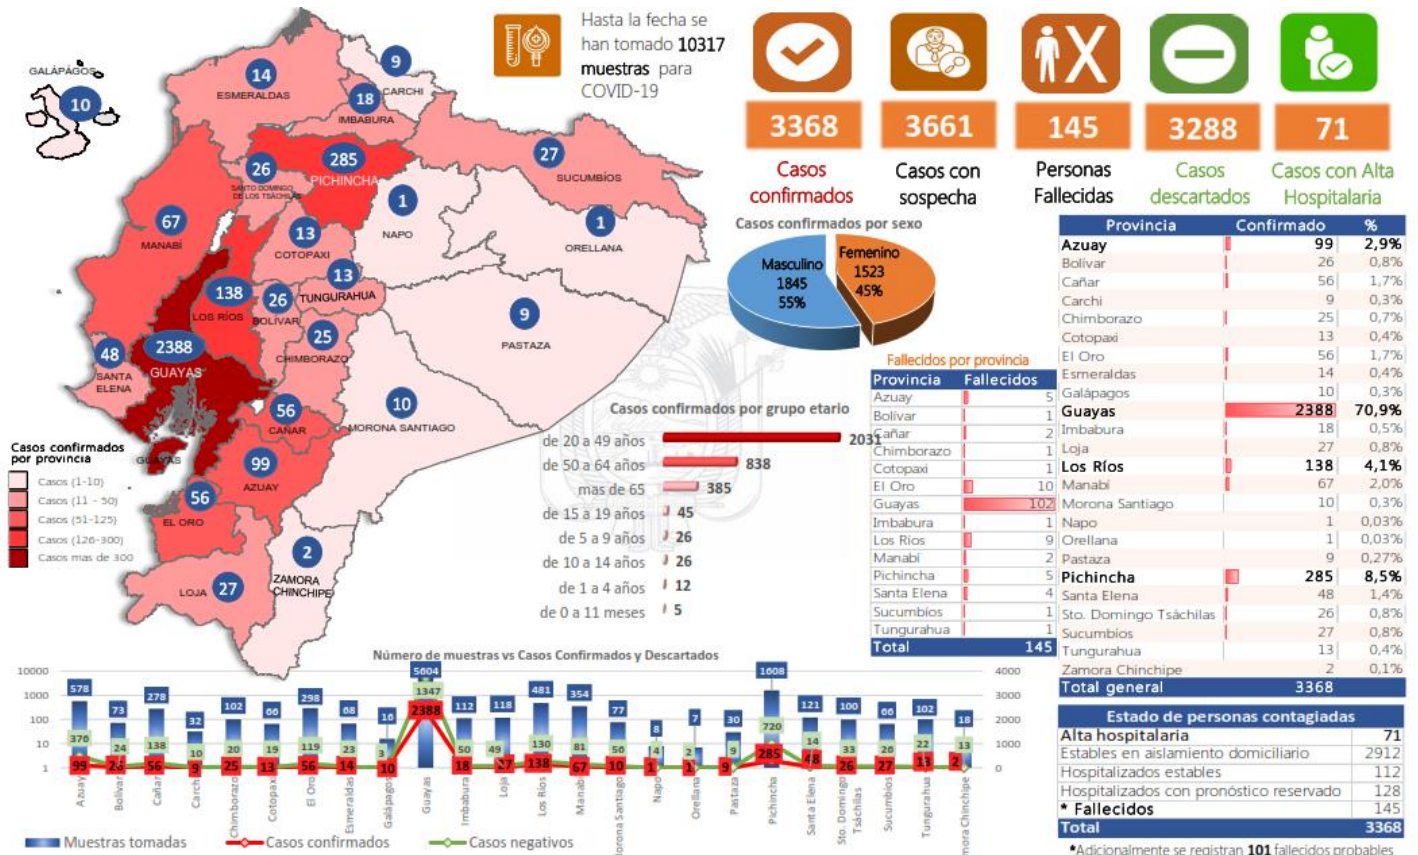 Hasta la fecha se
han tomado 10317
muestras para
COVID-19
3368
Casos
confirmados
3661
Casos con
sospecha
145
Personas
Fallecidas
3288
Casos
descartados
71
Casos con Alta
Hospitalaria
GALÁPAGOS
10
14
ESMERALDAS
9
CARCHI
18
IMBABURA
285
PICHINCHA
26
SANTO DOMINGO
DE LOS TSÁCHILAS
27
SUCUMBÍOS
1
NAPO
1
ORELLANA
67
MANABÍ
13
COTOPAXI
13
TUNGURAHUA
138
LOS RÍOS
26
BOLIVAR
25
CHIMBORAZO
9
PASTAZA
2388
GUAYAS
48
SANTA
ELENA
56
CAÑAR
10
MORONA SANTIAGO
GUAYAS
99
AZUAY
56
EL ORO
2
ZAMORA
CHINCHIPE
LOJA
27
Casos confirmados
por provincia
Casos (1-10)
Casos (11 - 50)
Casos (51-125)
Casos (126-300)
Casos mas de 300
Casos confirmados por sexo
Masculino
1845
55%
Femenino
1523
45%
Casos confirmados por grupo etario
de 20 a 49 años 2031
de 50 a 64 años 838
mas de 65 385
de 15 a 19 años 45
de 5 a 9 años 26
de 10 a 14 años 26
de 1 a 4 años 12
de 0 a 11 meses 5
Fallecidos por provincia
Provincia Fallecidos
Azuay 5
Bolívar 1
Cañar 2
Chimborazo 1
Cotopaxi 1
El Oro 10
Guayas 102
Imbabura 1
Los Ríos 9
Manabí 2
Pichincha 5
Santa Elena 4
Sucumbíos 1
Tungurahua 1
Total 145
Provincia Confirmado %
Azuay 99 2,9%
Bolívar 26 0,8%
Cañar 56 1,7%
Carchi 9 0,3%
Chimborazo 25 0,7%
Cotopaxi 13 0,4%
El Oro 56 1,7%
Esmeraldas 14 0,4%
Galápagos 10 0,3%
Guayas 2388 70,9%
Imbabura 18 0,5%
Loja 27 0,8%
Los Ríos 138 4,1%
Manabí 67 2,0%
Morona Santiago 10 0,3%
Napo 1 0,03%
Orellana 1 0,03%
Pastaza 9 0,27%
Pichincha 285 8,5%
Santa Elena 48 1,4%
Sto. Domingo Tsáchilas 26 0,8%
Sucumbíos 27 0,8%
Tungurahua 13 0,4%
Zamora Chinchipe 2 0,1%
Total general 3368
Estado de personas contagiadas
Alta hospitalaria 71
Estables en aislamiento domiciliario 2912
Hospitalizados estables 112
Hospitalizados con pronóstico reservado 128
* Fallecidos 145
Total 3368
*Adicionalmente se registran 101 fallecidos probables
Número de muestras vs Casos Confirmados y Descartados
10000
1000
100
10
1
4000
3000
2000
1000
0
578 73 278 32 102 66 298 68 16 5604 112 118 481 354 77 8 7 30 1608 121 100 66 102 18
376 24 138 10 20 19 119 23 3 1347 50 49 130 81 56 4 2 9 720 14 33 26 22 13
99 26 56 9 25 13 56 14 10 2388 18 27 138 67 10 1 1 9 285 48 26 27 13 2
Azuay
Bolívar
Cañar
Carchi
Chimborazo
Cotopaxi
El Oro
Esmeraldas
Galápagos
Guayas
Imbabura
Loja
Los Ríos
Manabí
Morona Santiago
Napo
Orellana
Pastaza
Pichincha
Santa Elena
Sto. Domingo
Tsáchilas
Sucumbíos
Tungurahua
Zamora Chinchipe
Muestras tomadas
Casos confirmados
Casos negativos